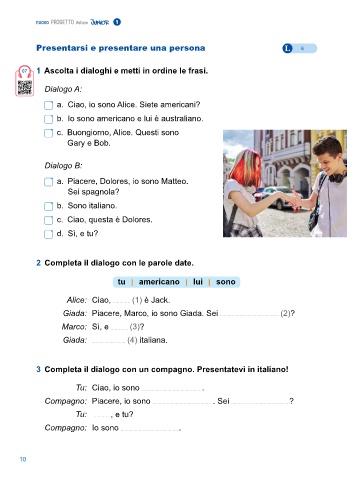 nuovo PROGETTO italiano JUNIOR 1
Presentarsi e presentare una persona
L
07
1 Ascolta i dialoghi e metti in ordine le frasi.
Dialogo A:
a. Ciao, io sono Alice. Siete americani?
b. Io sono americano e lui è australiano.
c. Buongiorno, Alice. Questi sono
Gary e Bob.
Dialogo B:
a. Piacere, Dolores, io sono Matteo.
Sei spagnola?
b. Sono italiano.
c. Ciao, questa è Dolores.
d. Sì, e tu?
2 Completa il dialogo con le parole date.
tu | americano | lui | sono
Alice: Ciao, ........ (1) è Jack.
Giada: Piacere, Marco, io sono Giada. Sei ........................ (2)?
Marco: Sì, e ........ (3)?
Giada: .............. (4) italiana.
3 Completa il dialogo con un compagno. Presentatevi in italiano!
Tu: Ciao, io sono ........................ .
Compagno: Piacere, io sono ........................ . Sei ........................ ?
Tu: ........ , e tu?
Compagno: Io sono ........................ .
10